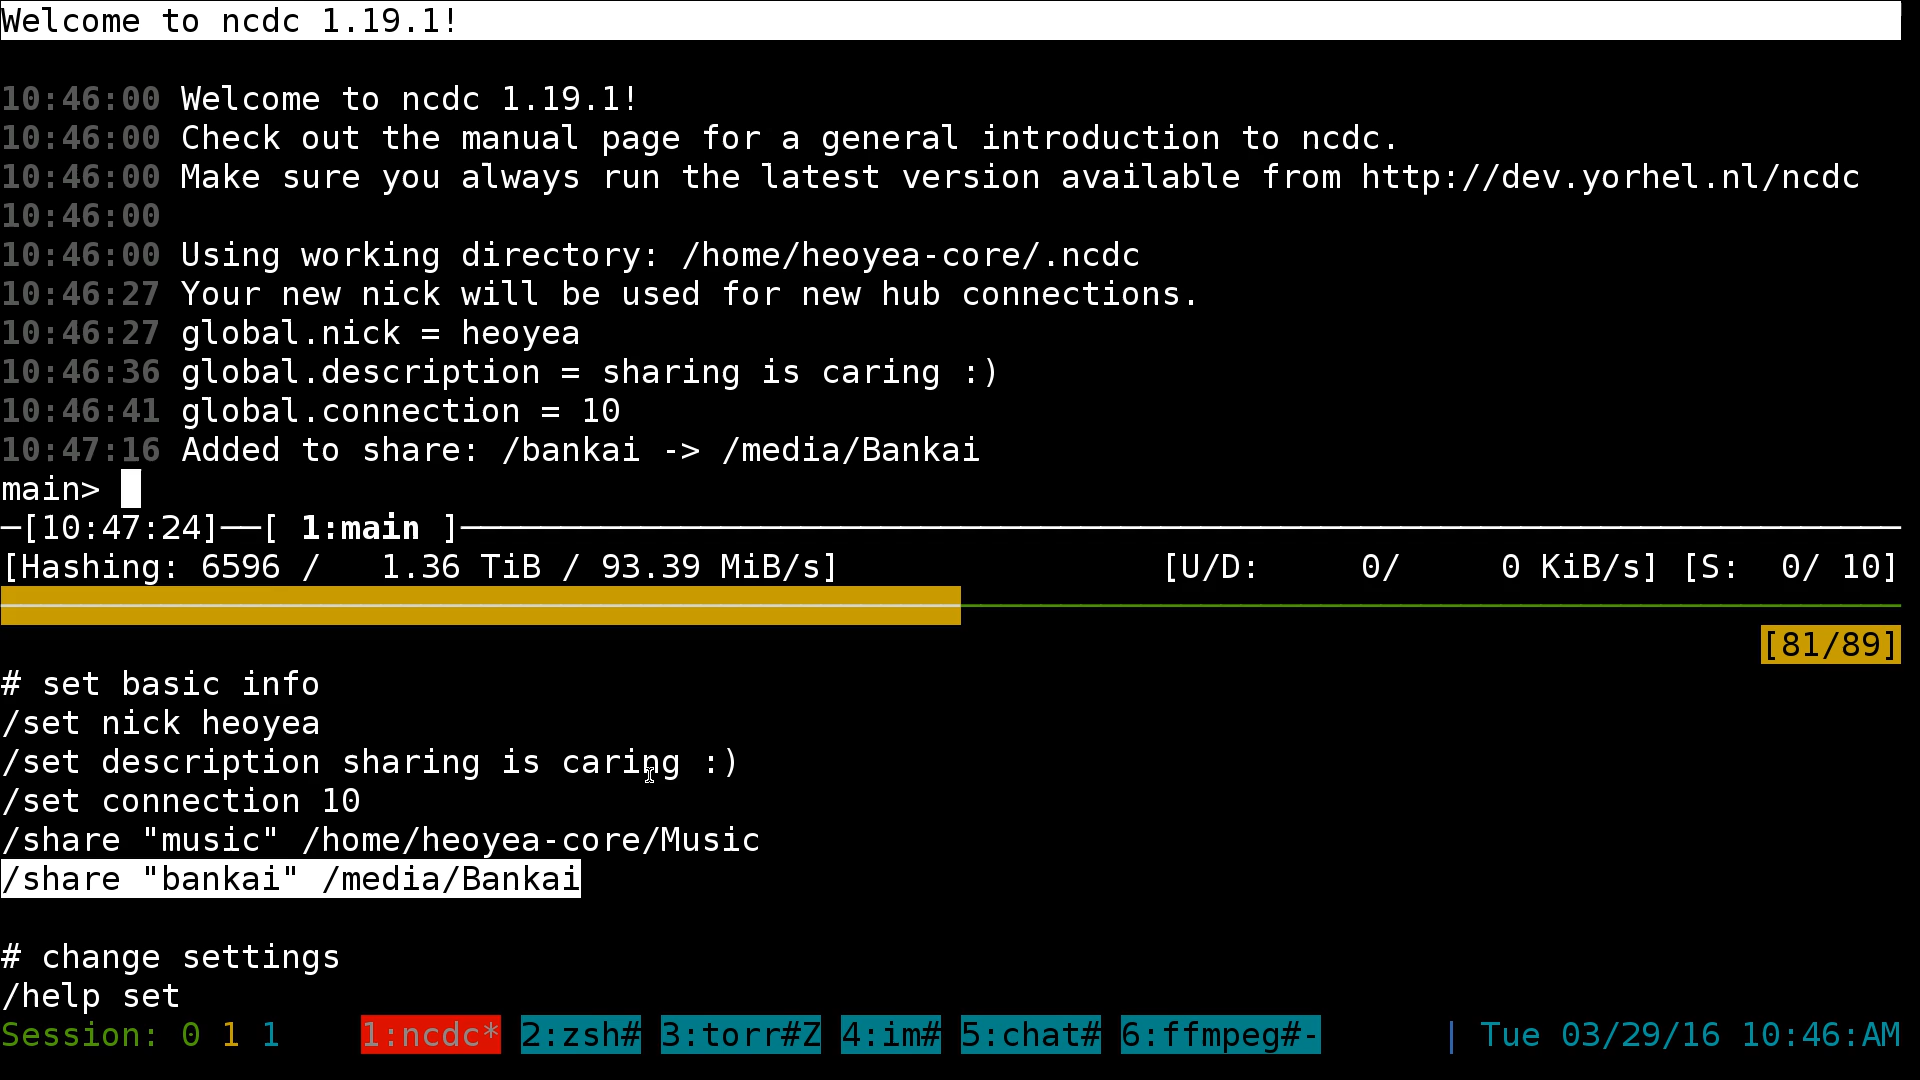 Welcome to ncdc 1.19.1!
10:46:00 Welcome to ncdc 1.19.1!
10:46:00 Check out the manual page for a general introduction to ncdc.
10:46:00 Make sure you always run the latest version available from http://dev.yorhel.nl/ncdc
10:46:00
10:46:00 Using working directory: /home/heoyea-core/.ncdc
10:46:27 Your new nick will be used for new hub connections.
10:46:27 global.nick = heoyea
10:46:36 global.description = sharing is caring :)
10:46:41 global.connection = 10
10:47:16 Added to share: /bankai -> /media/Bankai
main>
─[10:47:24]──[ 1:main ]─
[Hashing: 6596 /   1.36 TiB / 93.39 MiB/s] [U/D:     0/     0 KiB/s] [S:  0/ 10]
[81/89]
# set basic info
/set nick heoyea
/set description sharing is caring :)
/set connection 10
/share "music" /home/heoyea-core/Music
/share "bankai" /media/Bankai
# change settings
/help set
Session: 0 1 1 1:ncdc* 2:zsh# 3:torr#Z 4:im# 5:chat# 6:ffmpeg#- | Tue 03/29/16 10:46:AM